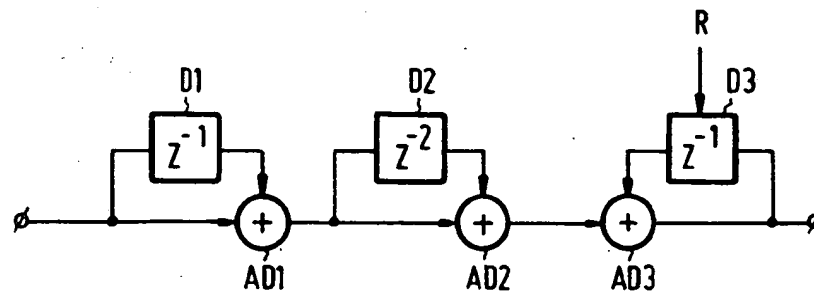 R
D1
D2
D3
z⁻¹
z⁻²
z⁻¹
+
+
+
AD1
AD2
AD3